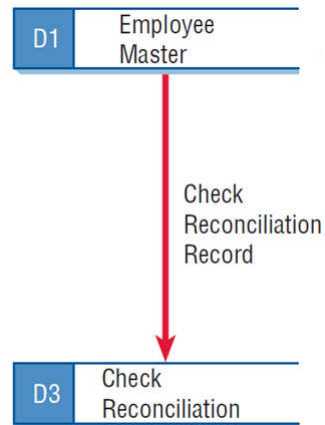 D1
Employee
Master
Check
Reconciliation
Record
D3
Check
Reconciliation